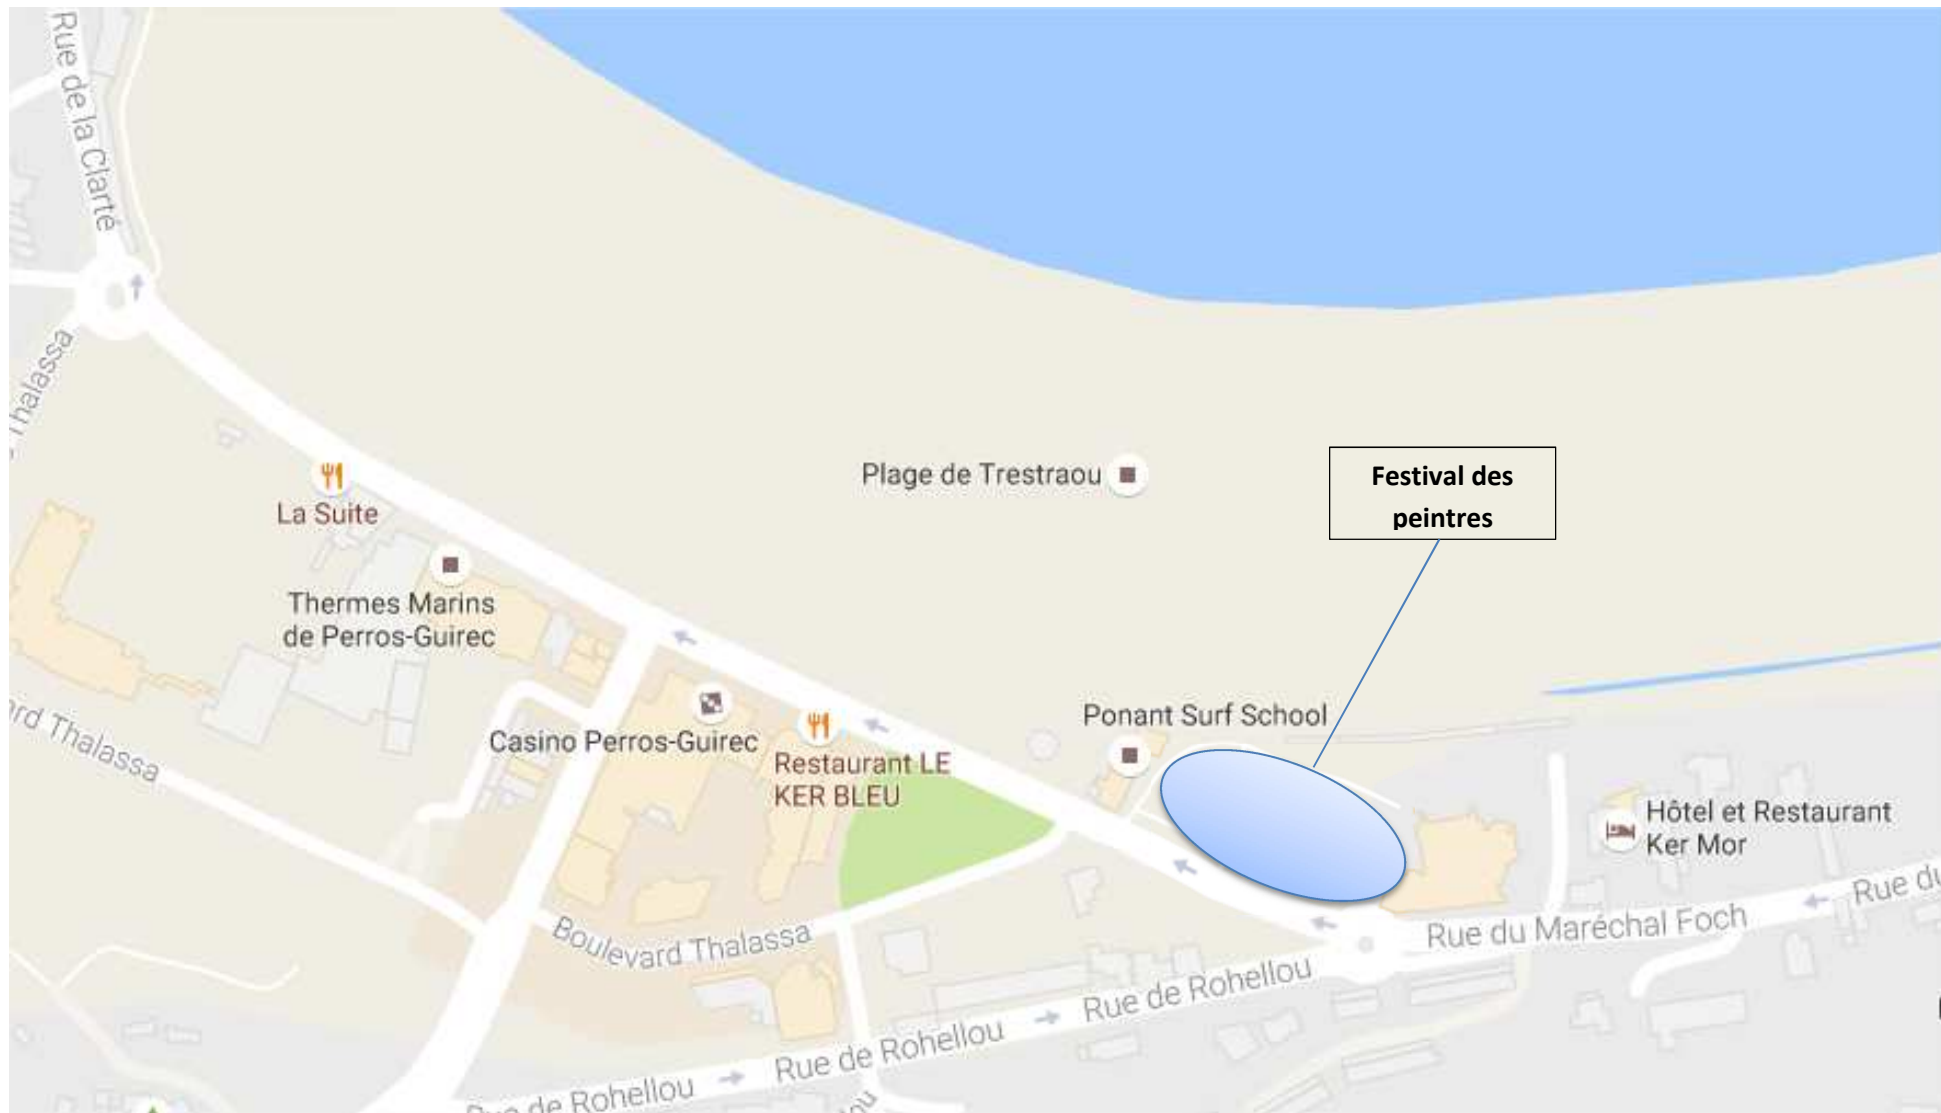 Rue de la Clarté
Thalassa
La Suite
Plage de Trestraou
Festival des
peintres
Thermes Marins
de Perros-Guirec
Ponant Surf School
Casino Perros-Guirec
Restaurant LE
KER BLEU
Thalassa
Hôtel et Restaurant
Ker Mor
Rue du
Rue du Maréchal Foch
Boulevard Thalassa
Rue de Rohellou
Rue de Rohellou
de Rohellou